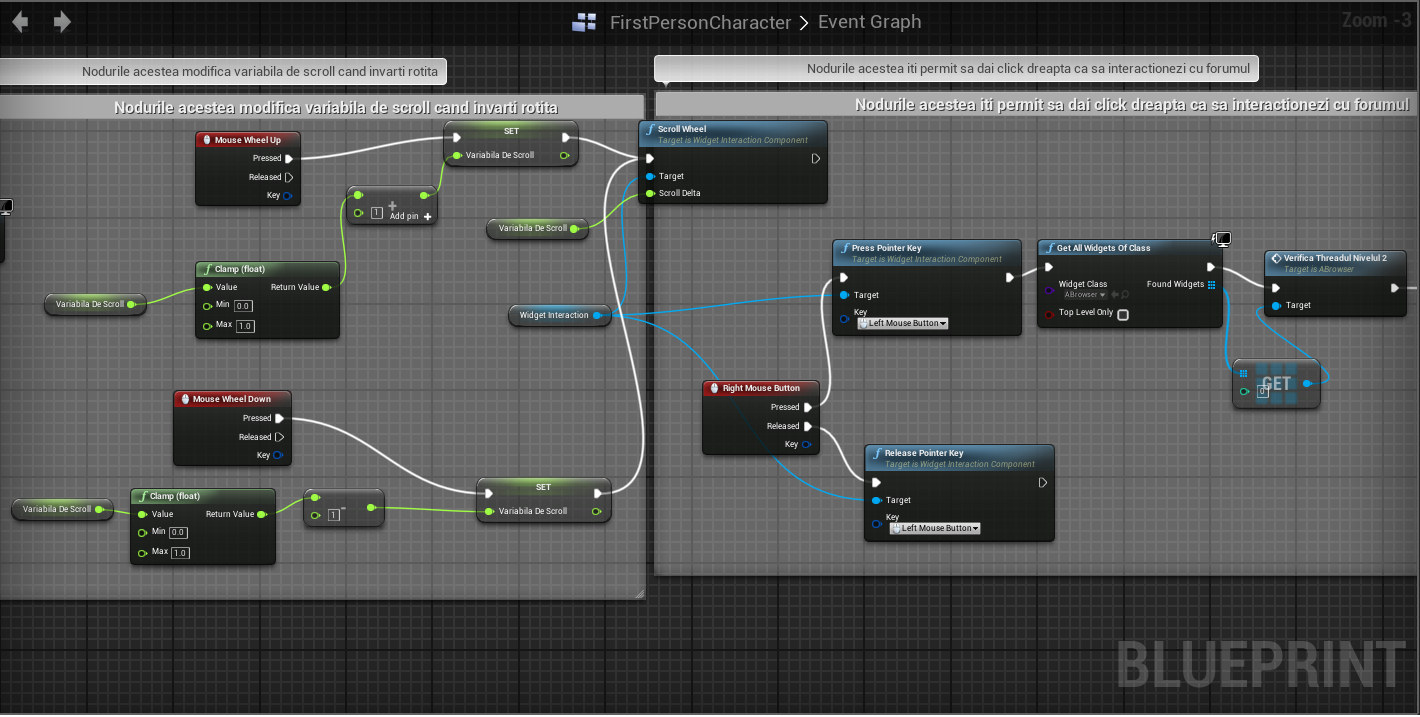 FirstPersonCharacter > Event Graph
Zoom -3
Nodurile acestea modifica variabila de scroll cand invarti rotita
Nodurile acestea iti permit sa dai click dreapta ca sa interactionezi cu forumul
Nodurile acestea modifica variabila de scroll cand invarti rotita
Nodurile acestea iti permit sa dai click dreapta ca sa interactionezi cu forumul
Mouse Wheel Up
Pressed
Released
Key
SET
Variabila De Scroll
1
Add pin +
Variabila De Scroll
Clamp (float)
Value
Return Value
Min 0.0
Max 1.0
Variabila De Scroll
Scroll Wheel
Target is Widget Interaction Component
Target
Scroll Delta
Widget Interaction
Mouse Wheel Down
Pressed
Released
Key
Variabila De Scroll
Clamp (float)
Value
Return Value
Min 0.0
Max 1.0
1
SET
Variabila De Scroll
Press Pointer Key
Target is Widget Interaction Component
Target
Key
Left Mouse Button
Get All Widgets Of Class
Widget Class
ABrowser
Found Widgets
Top Level Only
Verifica Threadul Nivelul 2
Target is ABrowser
Target
GET
0
Right Mouse Button
Pressed
Released
Key
Release Pointer Key
Target is Widget Interaction Component
Target
Key
Left Mouse Button
BLUEPRINT